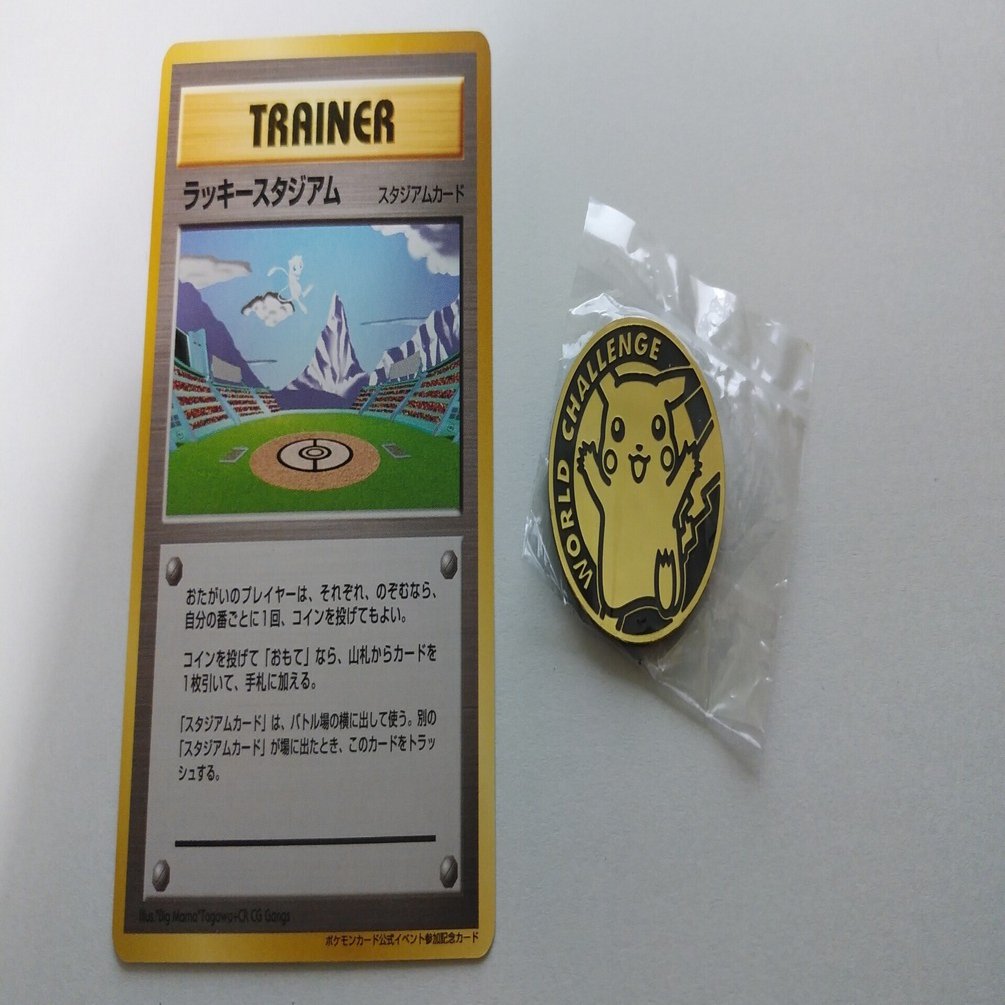 TRAINER
ラッキースタジアム スタジアムカード
おたがいのプレイヤーは、それぞれ、のぞむなら、
自分の番ごとに1回、コインを投げてもよい。
コインを投げて「おもて」なら、山札からカードを
1枚引いて、手札に加える。
「スタジアムカード」は、バトル場の横に出して使う。別の
「スタジアムカード」が場に出たとき、このカードをトラッ
シュする。
Illus."Big Mama"Tagawa+CR CG Gangs
ポケモンカード公式イベント参加記念カード
WORLD CHALLENGE